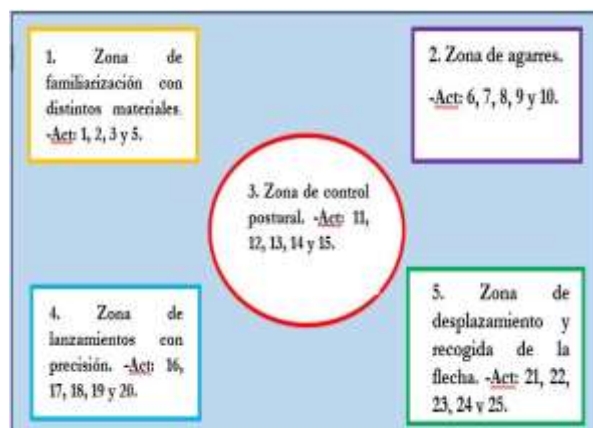 1. Zona de
familiarización con
distintos materiales.
-Act: 1, 2, 3 y 5.
2. Zona de agarres.
-Act: 6, 7, 8, 9 y 10.
3. Zona de control
postural. -Act: 11,
12, 13, 14 y 15.
4. Zona de
lanzamientos con
precisión. -Act: 16,
17, 18, 19 y 20.
5. Zona de
desplazamiento y
recogida de la
flecha. -Act: 21, 22,
23, 24 y 25.